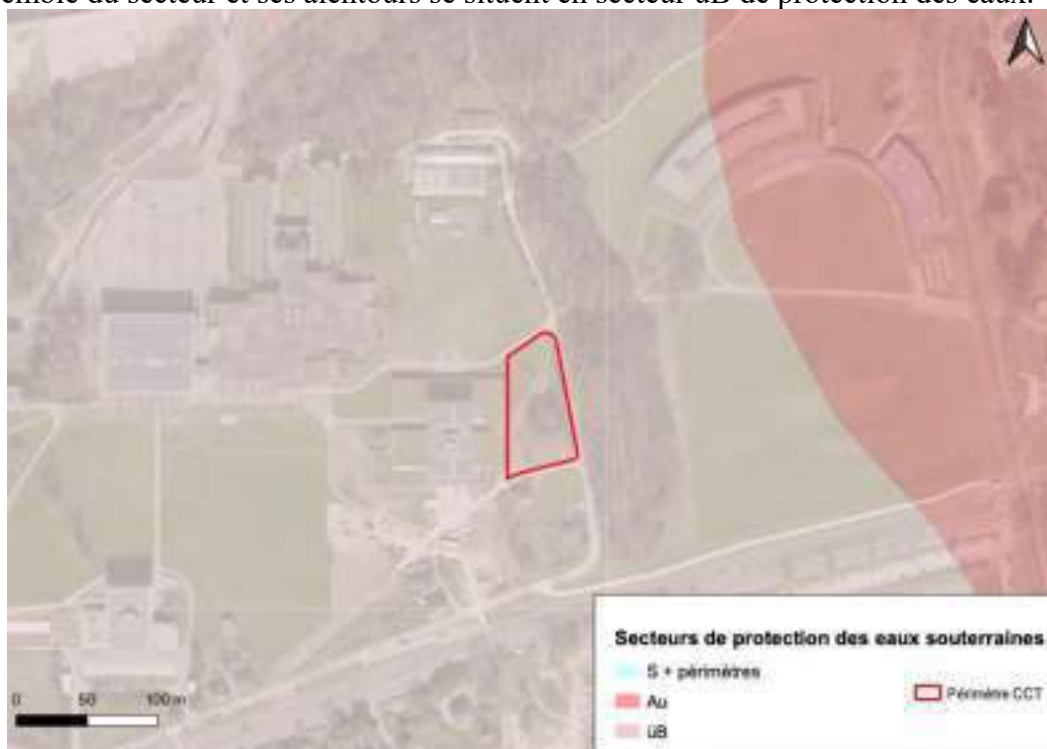 emble du secteur et ses alentours se situent en secteur üB de protection des eaux.
Secteurs de protection des eaux souterraines
S + périmètres
Au
üB
Périmètre CCT
0 50 100 m